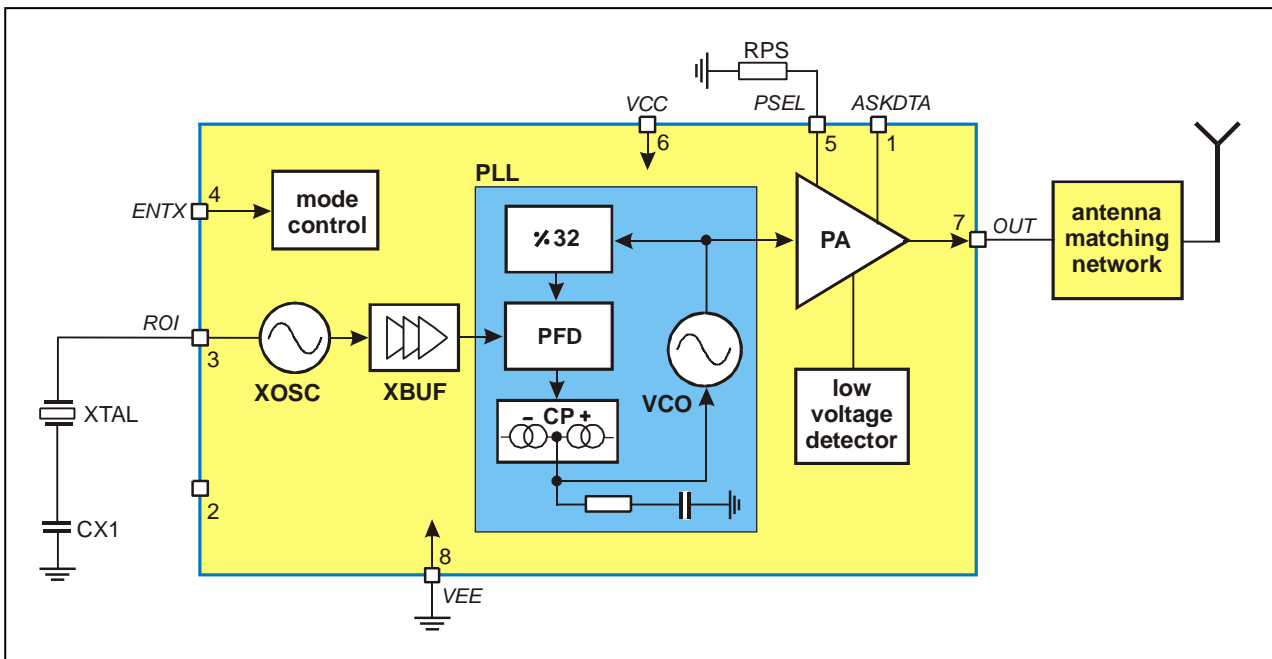 RPS
VCC
PSEL
ASKDTA
6
5
1
PLL
4
ENTX
mode
control
٪ 32
PA
7
OUT
antenna
matching
network
ROI
3
XOSC
XBUF
PFD
VCO
low
voltage
detector
XTAL
- CP +
2
CX1
8
VEE